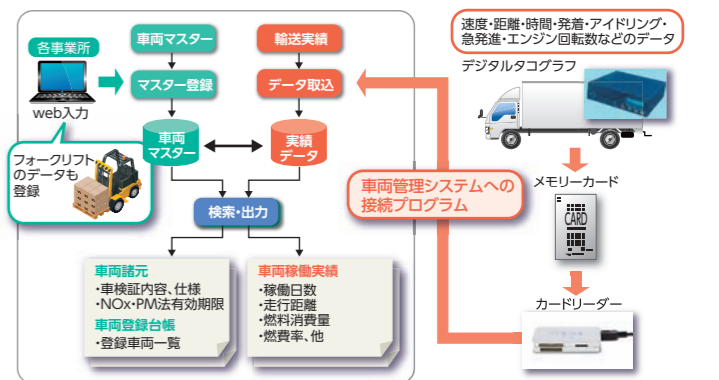 各事業所
web入力
フォークリフト
のデータも
登録
車両マスター
マスター登録
車両
マスター
輸送実績
データ取込
実績
データ
検索・出力
車両諸元
・車検証内容、仕様
・NOx・PM法有効期限
車両登録台帳
・登録車両一覧
車両稼働実績
・稼働日数
・走行距離
・燃料消費量
・燃費率、他
車両管理システムへの
接続プログラム
速度・距離・時間・発着・アイドリング・
急発進・エンジン回転数などのデータ
デジタルタコグラフ
メモリーカード
CARD
カードリーダー